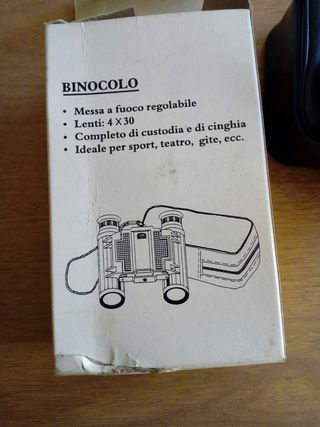 BINOCOLO
• Messa a fuoco regolabile
• Lenti: 4 X 30
• Completo di custodia e di cinghia
• Ideale per sport, teatro, gite, ecc.